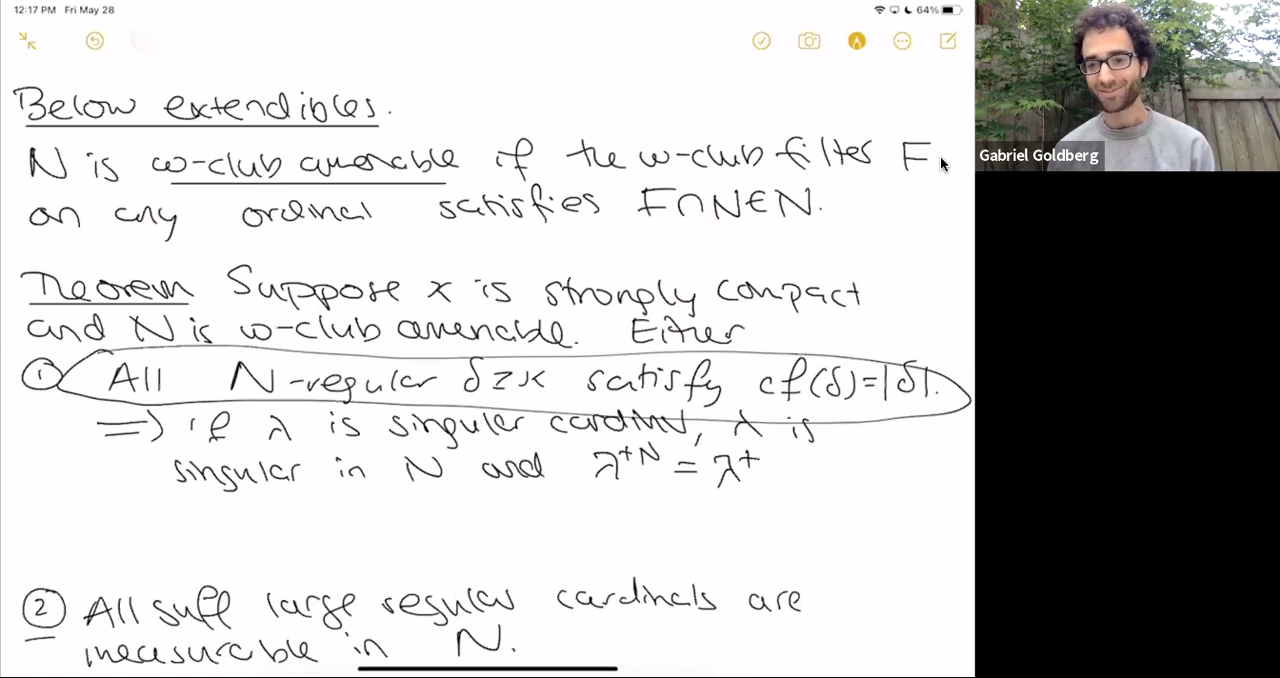 12:17 PM Fri May 28
64%
Below extendibles.
N is ω-club amenable if the ω-club filter F
on any ordinal satisfies F∩N∈N.
Theorem Suppose κ is strongly compact
and N is ω-club amenable. Either
① All N-regular δ≥κ satisfy cf(δ)=|δ|.
⇒) if λ is singular cardinal, λ is
singular in N and λ⁺ᴺ = λ⁺
② All suff large regular cardinals are
measurable in N.
Gabriel Goldberg